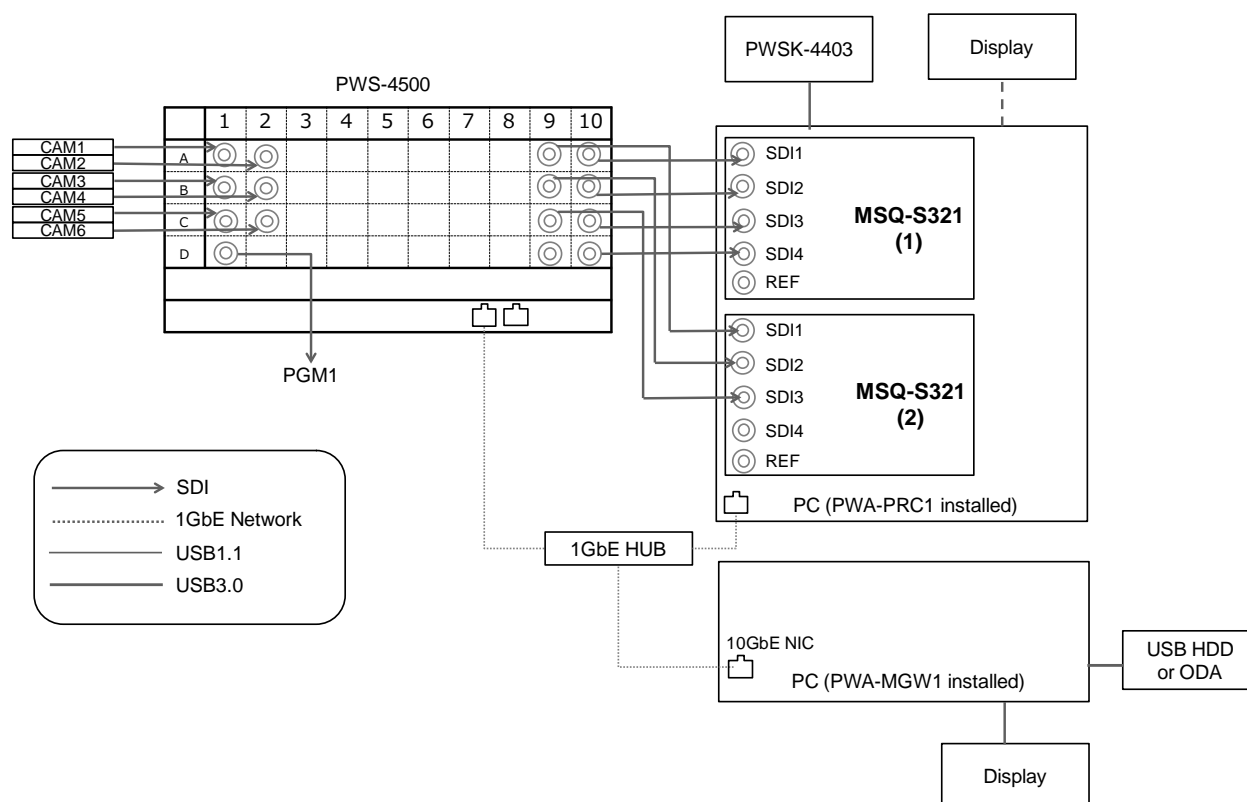 PWSK-4403
Display
PWS-4500
1 2 3 4 5 6 7 8 9 10
CAM1
CAM2
CAM3
CAM4
CAM5
CAM6
A
B
C
D
PGM1
SDI1
SDI2
SDI3
SDI4
REF
MSQ-S321
(1)
SDI1
SDI2
SDI3
SDI4
REF
MSQ-S321
(2)
PC (PWA-PRC1 installed)
SDI
1GbE Network
USB1.1
USB3.0
1GbE HUB
10GbE NIC
PC (PWA-MGW1 installed)
USB HDD
or ODA
Display